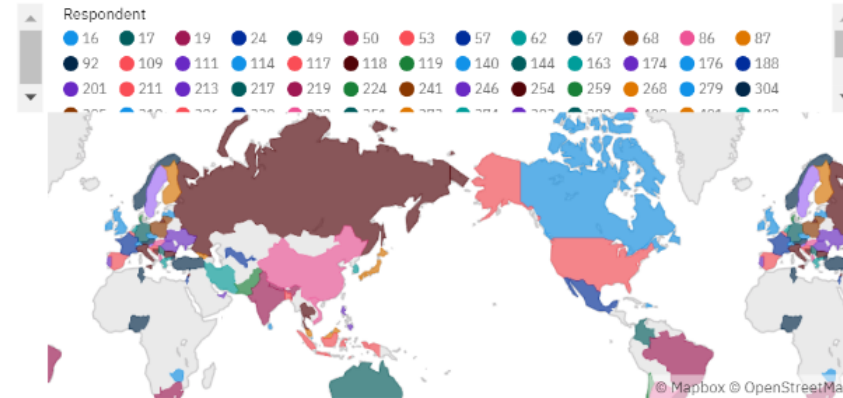 Respondent
16 17 19 24 49 50 53 57 62 67 68 86 87
92 109 111 114 117 118 119 140 144 163 174 176 188
201 211 213 217 219 224 241 246 254 259 268 279 304
© Mapbox © OpenStreetMa